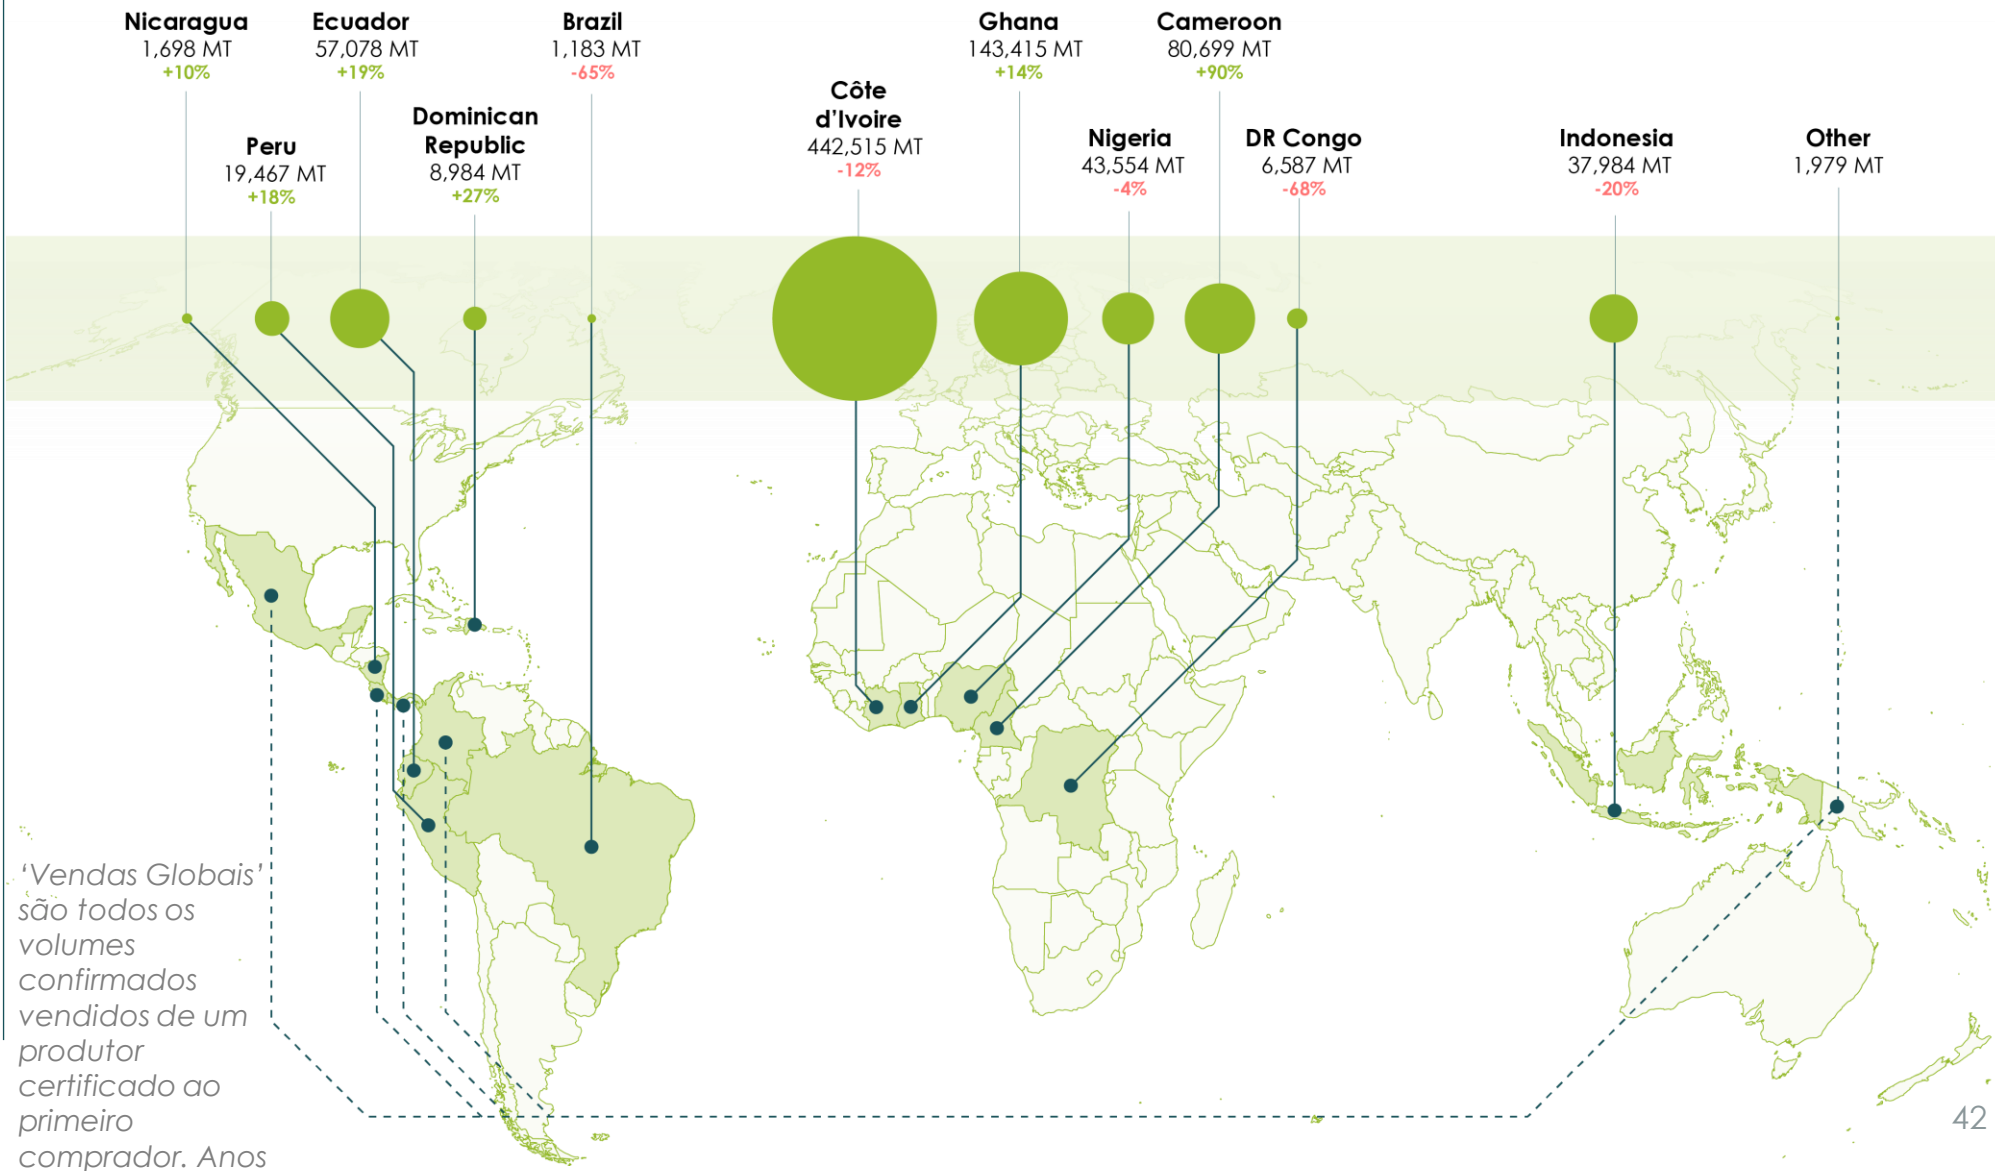 Nicaragua
1,698 MT
+10%
Ecuador
57,078 MT
+19%
Brazil
1,183 MT
-65%
Ghana
143,415 MT
+14%
Cameroon
80,699 MT
+90%
Peru
19,467 MT
+18%
Dominican
Republic
8,984 MT
+27%
Côte
d’Ivoire
442,515 MT
-12%
Nigeria
43,554 MT
-4%
DR Congo
6,587 MT
-68%
Indonesia
37,984 MT
-20%
Other
1,979 MT
‘Vendas Globais’
são todos os
volumes
confirmados
vendidos de um
produtor
certificado ao
primeiro
comprador. Anos
42